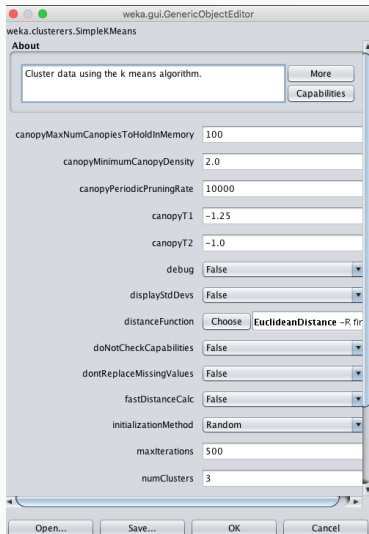 weka.gui.GenericObjectEditor
weka.clusterers.SimpleKMeans
About
Cluster data using the k means algorithm.
More
Capabilities
canopyMaxNumCanopiesToHoldInMemory 100
canopyMinimumCanopyDensity 2.0
canopyPeriodicPruningRate 10000
canopyT1 -1.25
canopyT2 -1.0
debug False
displayStdDevs False
distanceFunction Choose EuclideanDistance -R fir
doNotCheckCapabilities False
dontReplaceMissingValues False
fastDistanceCalc False
initializationMethod Random
maxIterations 500
numClusters 3
Open... Save... OK Cancel